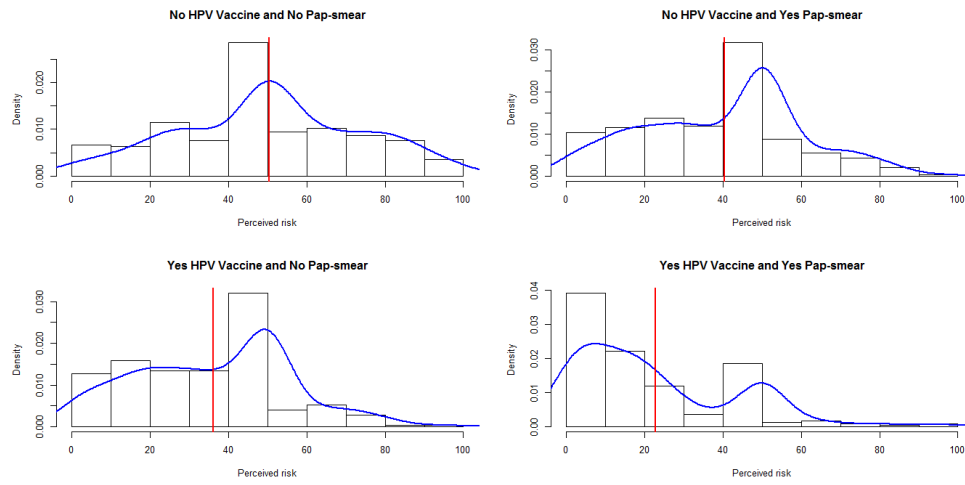 No HPV Vaccine and No Pap-smear
Density
0.000 0.010 0.020
0 20 40 60 80 100
Perceived risk
No HPV Vaccine and Yes Pap-smear
Density
0.000 0.010 0.020 0.030
0 20 40 60 80 100
Perceived risk
Yes HPV Vaccine and No Pap-smear
Density
0.000 0.010 0.020 0.030
0 20 40 60 80 100
Perceived risk
Yes HPV Vaccine and Yes Pap-smear
Density
0.00 0.01 0.02 0.03 0.04
0 20 40 60 80 100
Perceived risk